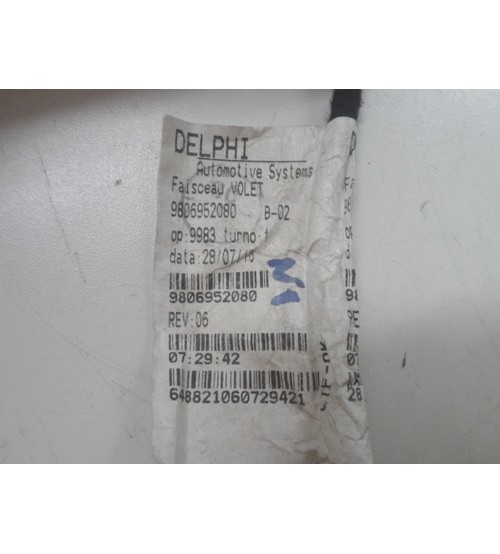 DELPHI
Automotive Systems
Faisceau VOLET
9806952080 B-02
op:9983 turno:1
data:28/07/16
9806952080
REV:06
07:29:42
648821060729421